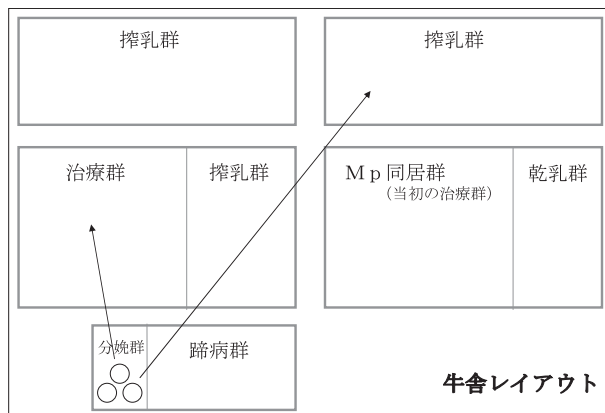 搾乳群
搾乳群
治療群
搾乳群
Ｍｐ同居群
（当初の治療群）
乾乳群
分娩群
蹄病群
牛舎レイアウト